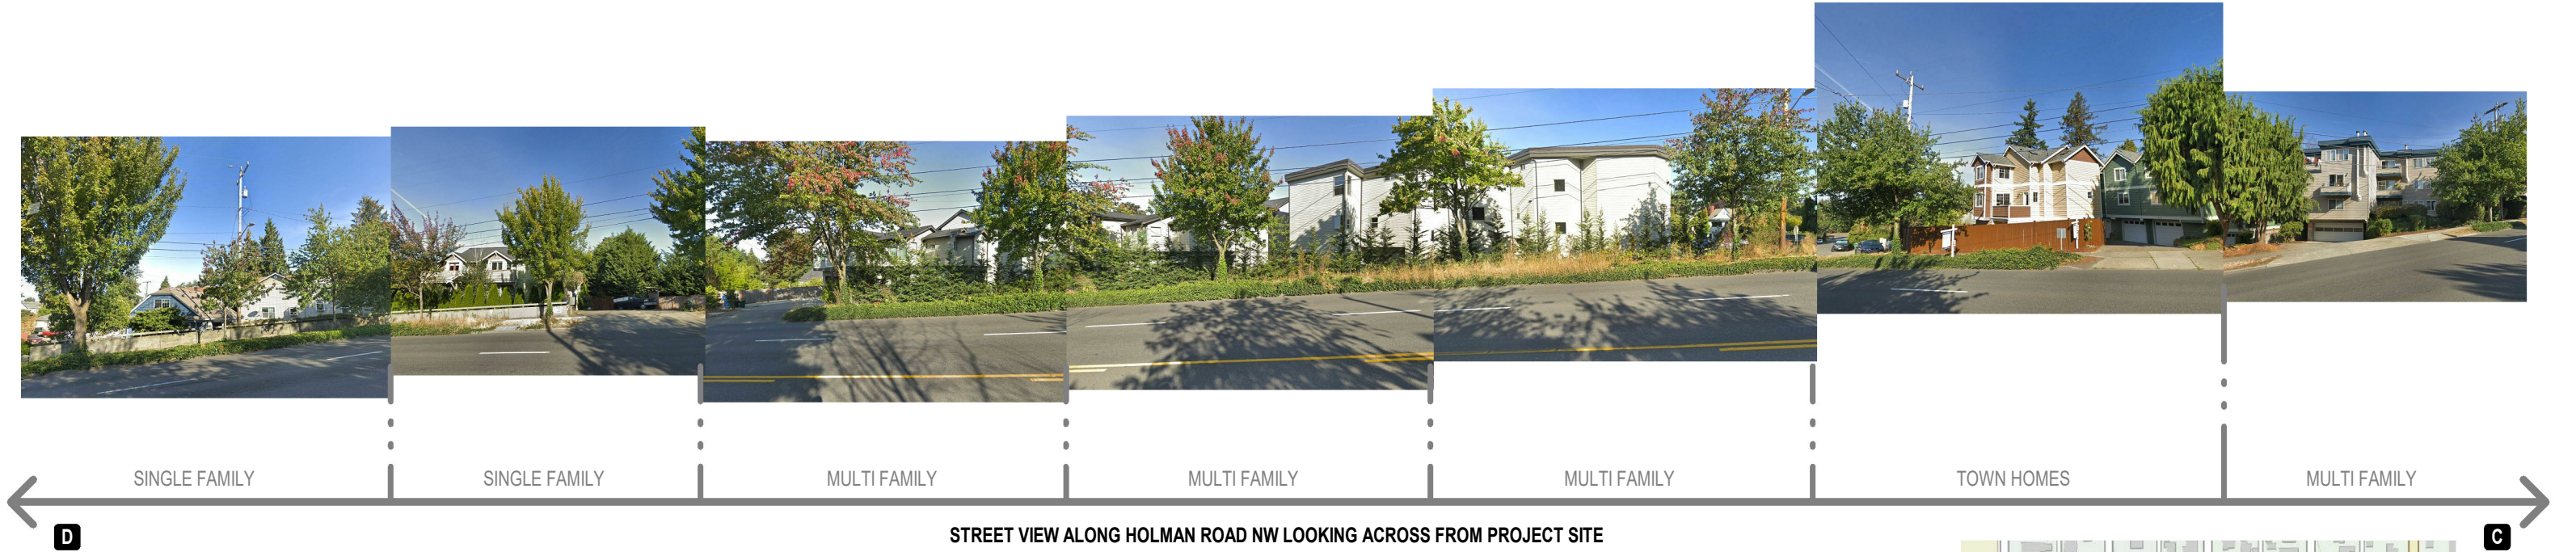 SINGLE FAMILY
SINGLE FAMILY
MULTI FAMILY
MULTI FAMILY
MULTI FAMILY
TOWN HOMES
MULTI FAMILY
D
STREET VIEW ALONG HOLMAN ROAD NW LOOKING ACROSS FROM PROJECT SITE
C